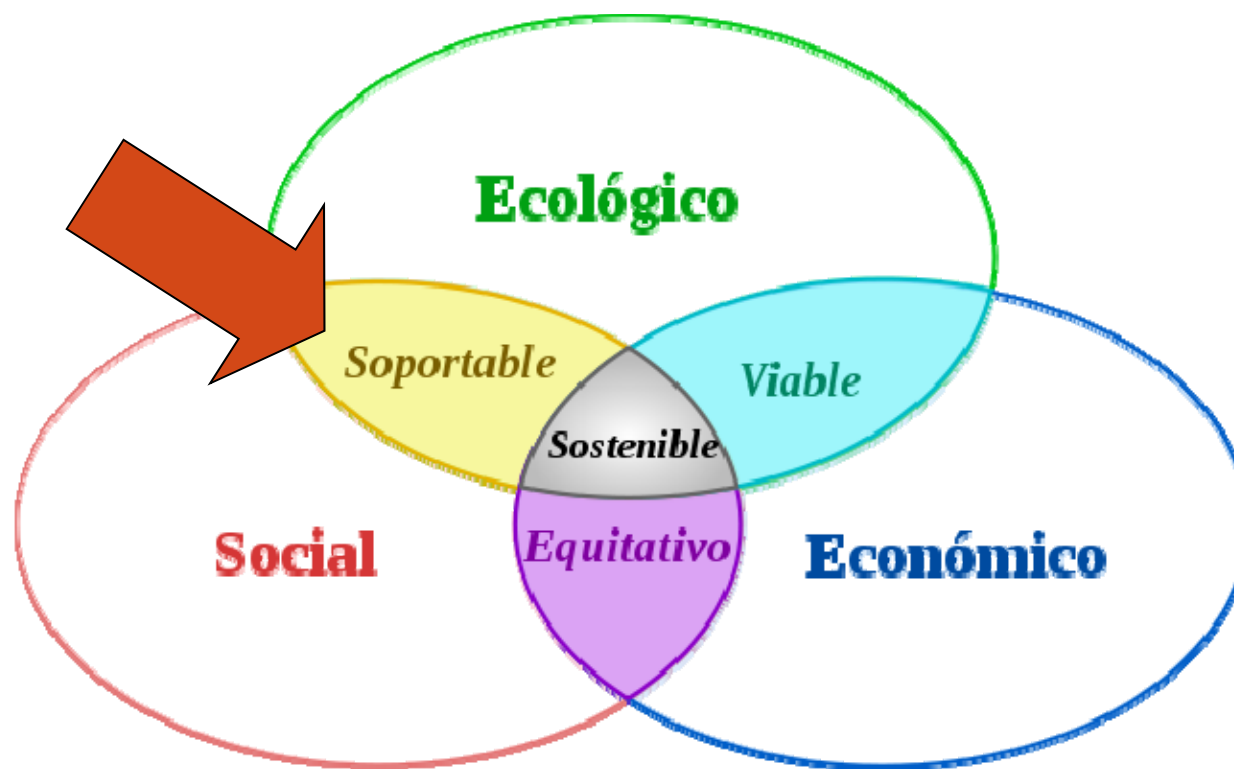 Ecológico
Soportable
Viable
Sostenible
Social
Equitativo
Económico